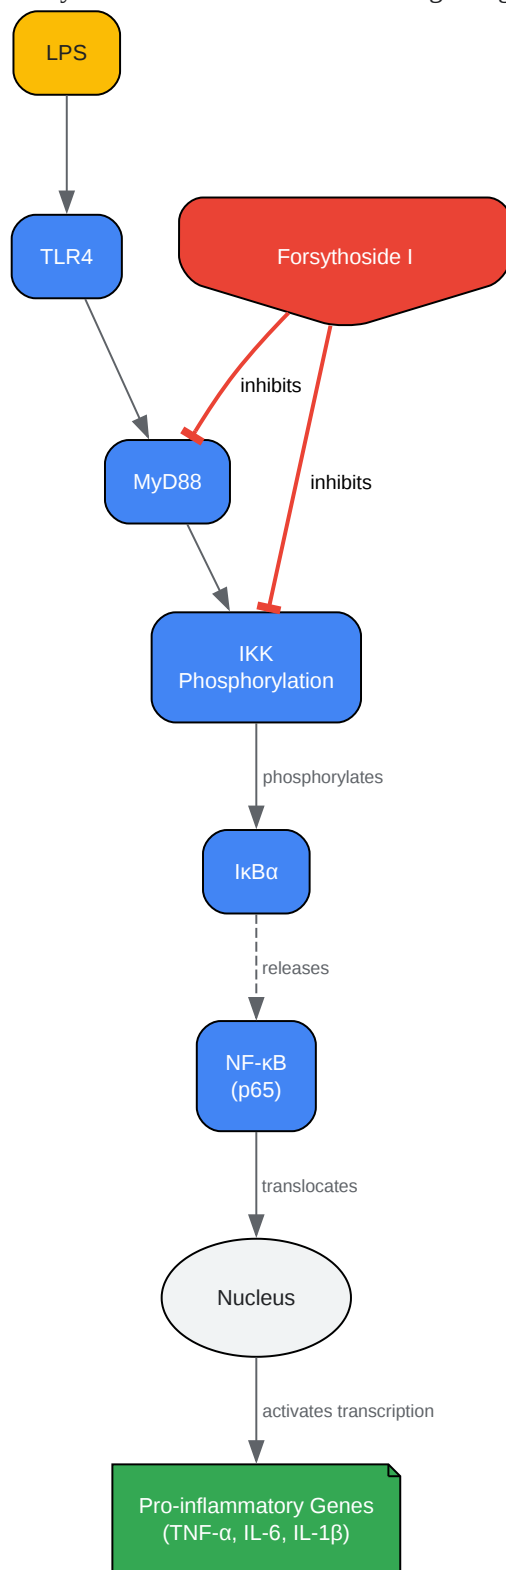 LPS
TLR4
Forsythoside I
inhibits
MyD88
inhibits
IKK
Phosphorylation
phosphorylates
IκBα
releases
NF-κB
(p65)
translocates
Nucleus
activates transcription
Pro-inflammatory Genes
(TNF-α, IL-6, IL-1β)